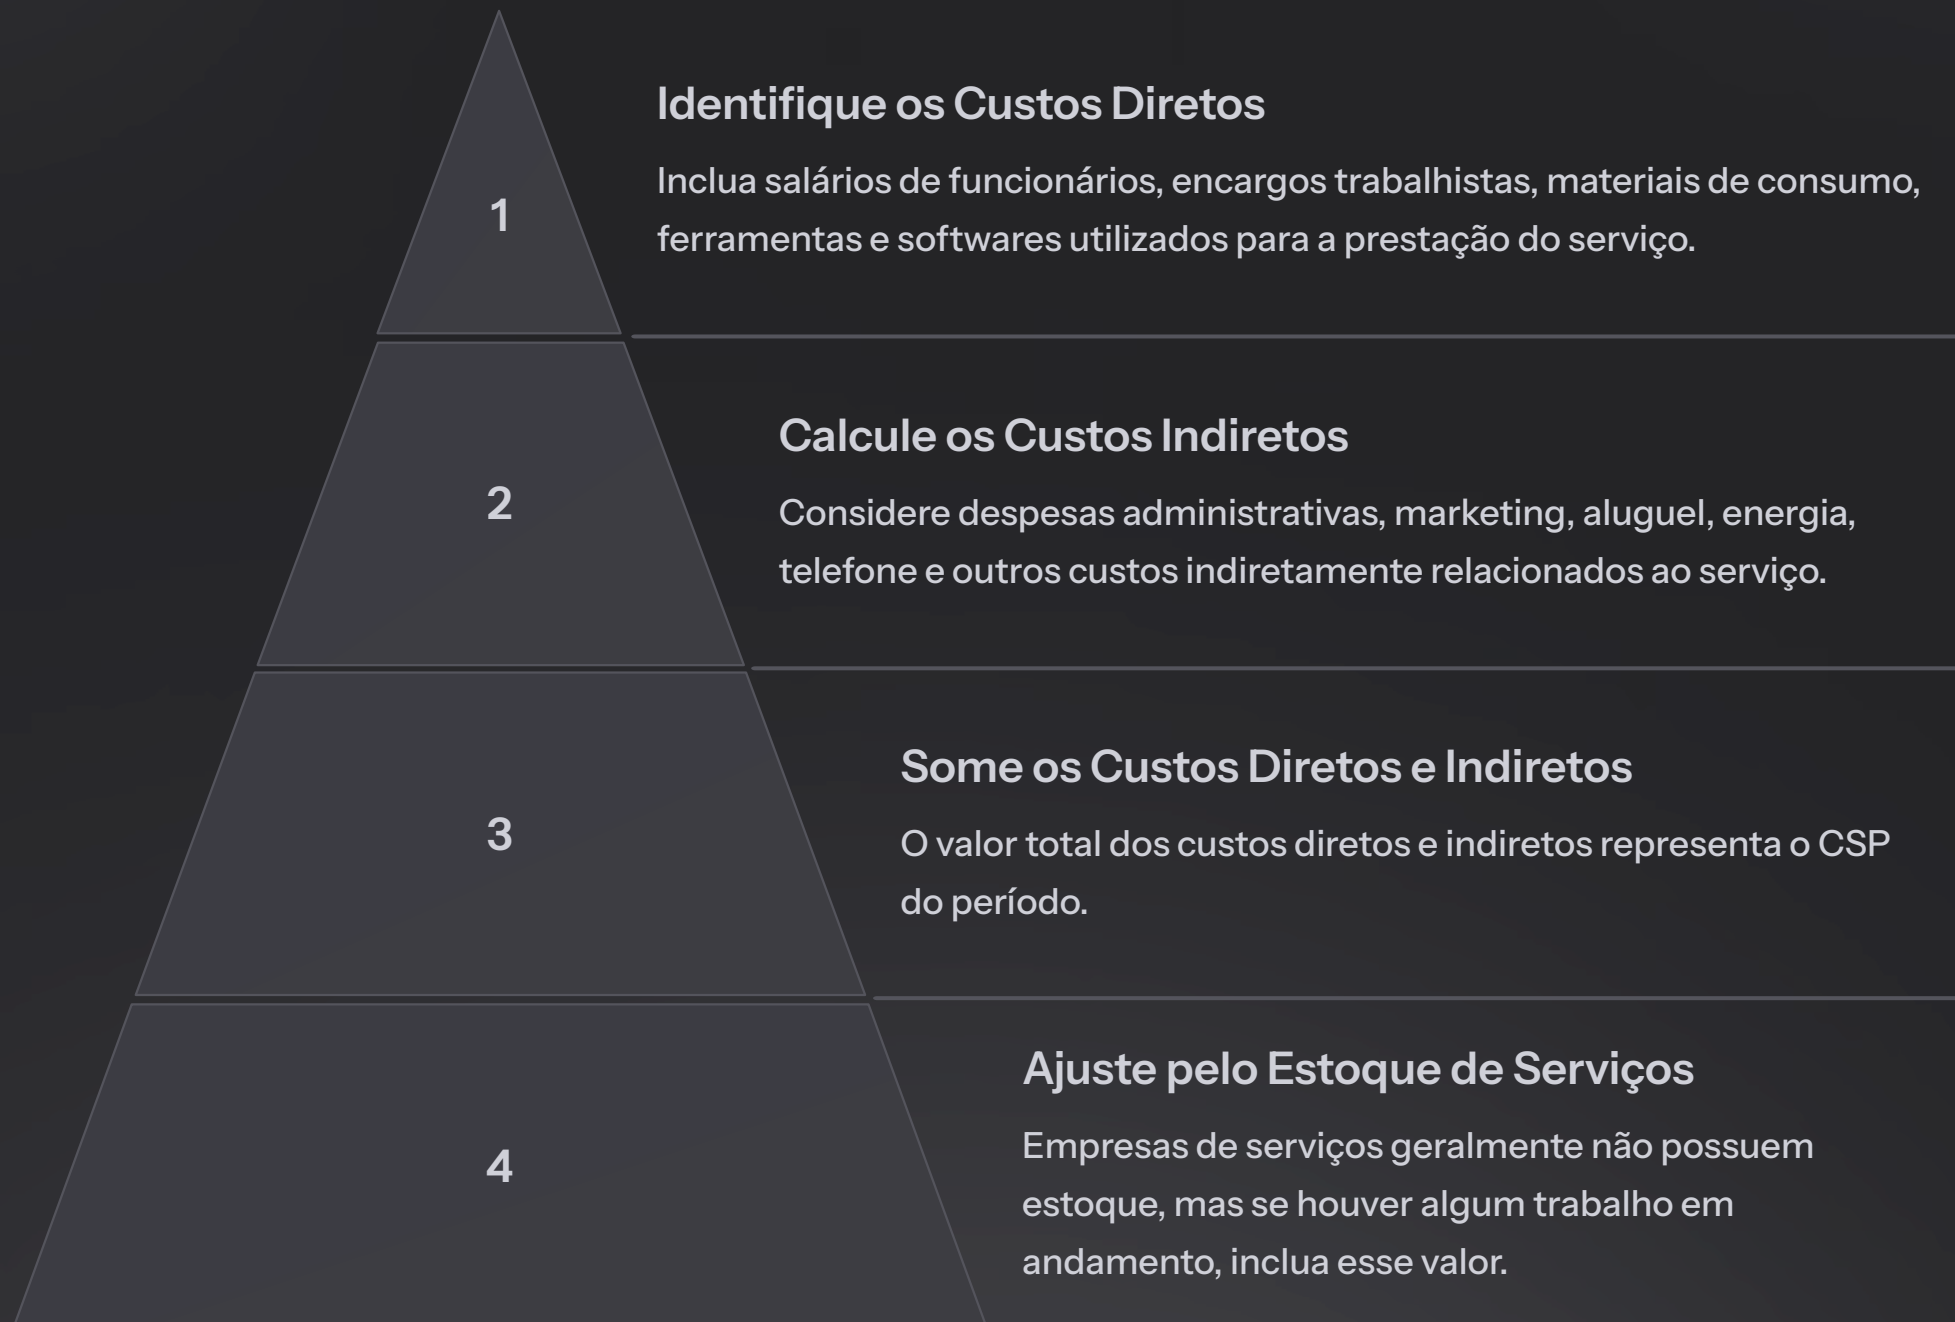 1
Identifique os Custos Diretos
Inclua salários de funcionários, encargos trabalhistas, materiais de consumo,
ferramentas e softwares utilizados para a prestação do serviço.
2
Calcule os Custos Indiretos
Considere despesas administrativas, marketing, aluguel, energia,
telefone e outros custos indiretamente relacionados ao serviço.
3
Some os Custos Diretos e Indiretos
O valor total dos custos diretos e indiretos representa o CSP
do período.
4
Ajuste pelo Estoque de Serviços
Empresas de serviços geralmente não possuem
estoque, mas se houver algum trabalho em
andamento, inclua esse valor.